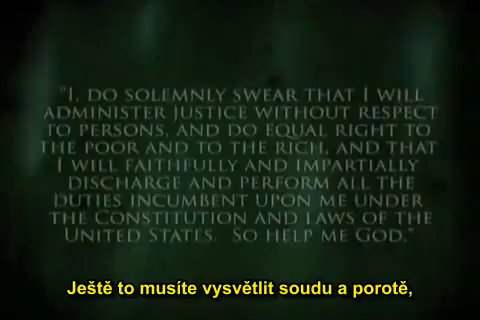 "I, DO SOLEMNLY SWEAR THAT I WILL
ADMINISTER JUSTICE WITHOUT RESPECT
TO PERSONS, AND DO EQUAL RIGHT TO
THE POOR AND TO THE RICH, AND THAT
I WILL FAITHFULLY AND IMPARTIALLY
DISCHARGE AND PERFORM ALL THE
DUTIES INCUMBENT UPON ME UNDER
THE CONSTITUTION AND LAWS OF THE
UNITED STATES. SO HELP ME GOD."
Ještě to musíte vysvětlit soudu a porotě,